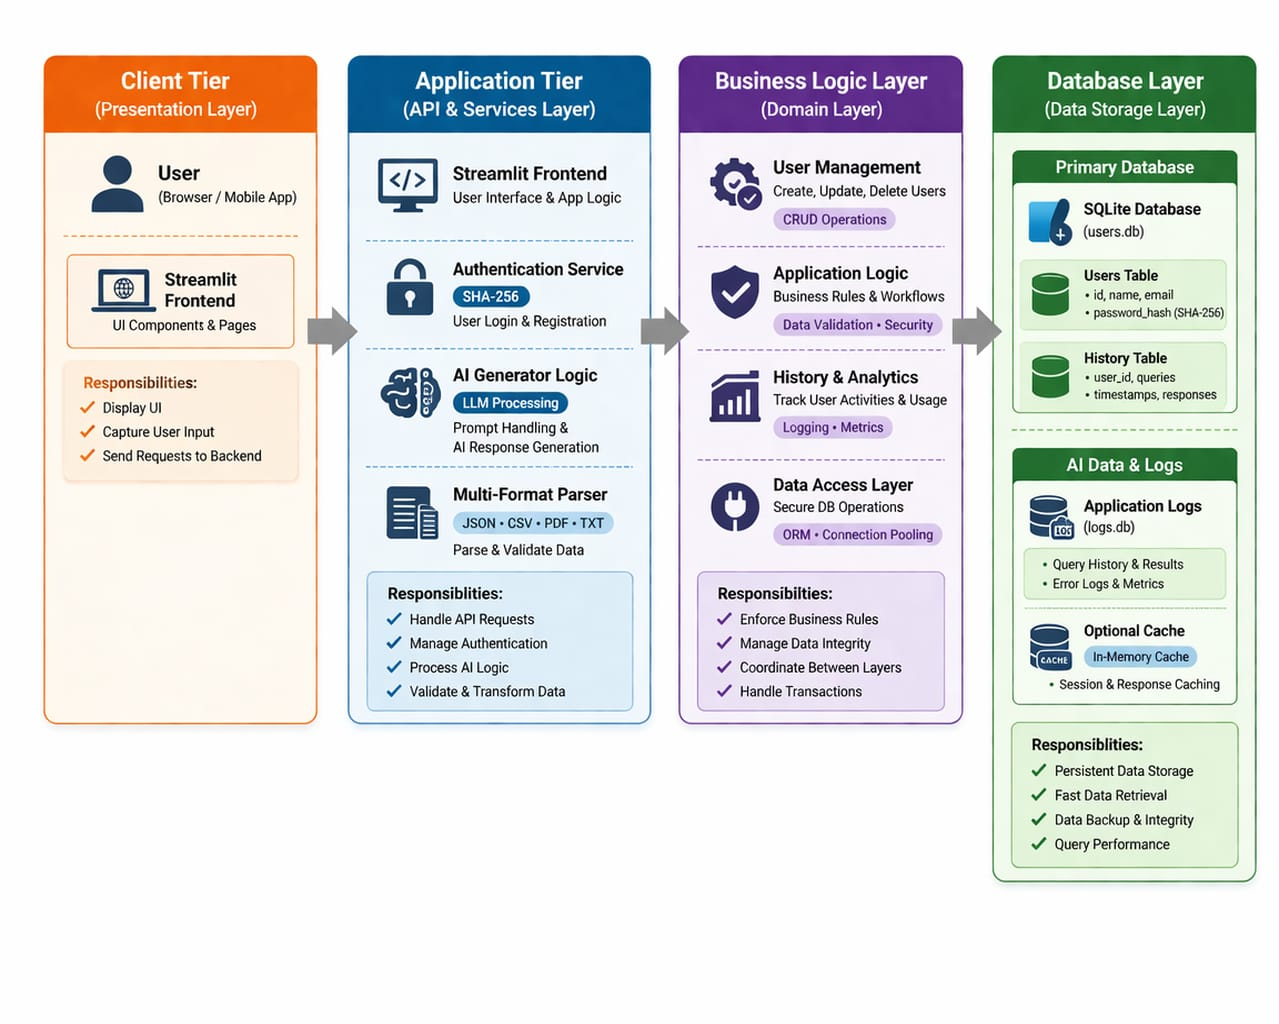 Client Tier
(Presentation Layer)
User
(Browser / Mobile App)
Streamlit
Frontend
UI Components & Pages
Responsibilities:
Display UI
Capture User Input
Send Requests to Backend
Application Tier
(API & Services Layer)
Streamlit Frontend
User Interface & App Logic
Authentication Service
SHA-256
User Login & Registration
AI Generator Logic
LLM Processing
Prompt Handling &
AI Response Generation
Multi-Format Parser
JSON • CSV • PDF • TXT
Parse & Validate Data
Responsiblities:
Handle API Requests
Manage Authentication
Process AI Logic
Validate & Transform Data
Business Logic Layer
(Domain Layer)
User Management
Create, Update, Delete Users
CRUD Operations
Application Logic
Business Rules & Workflows
Data Validation • Security
History & Analytics
Track User Activities & Usage
Logging • Metrics
Data Access Layer
Secure DB Operations
ORM • Connection Pooling
Responsibilties:
Enforce Business Rules
Manage Data Integrity
Coordinate Between Layers
Handle Transactions
Database Layer
(Data Storage Layer)
Primary Database
SQLite Database
(users.db)
Users Table
• id, name, email
• password_hash (SHA-256)
History Table
• user_id, queries
• timestamps, responses
AI Data & Logs
Application Logs
(logs.db)
LOG
• Query History & Results
• Error Logs & Metrics
Optional Cache
CACHE
In-Memory Cache
• Session & Response Caching
Responsiblities:
Persistent Data Storage
Fast Data Retrieval
Data Backup & Integrity
Query Performance